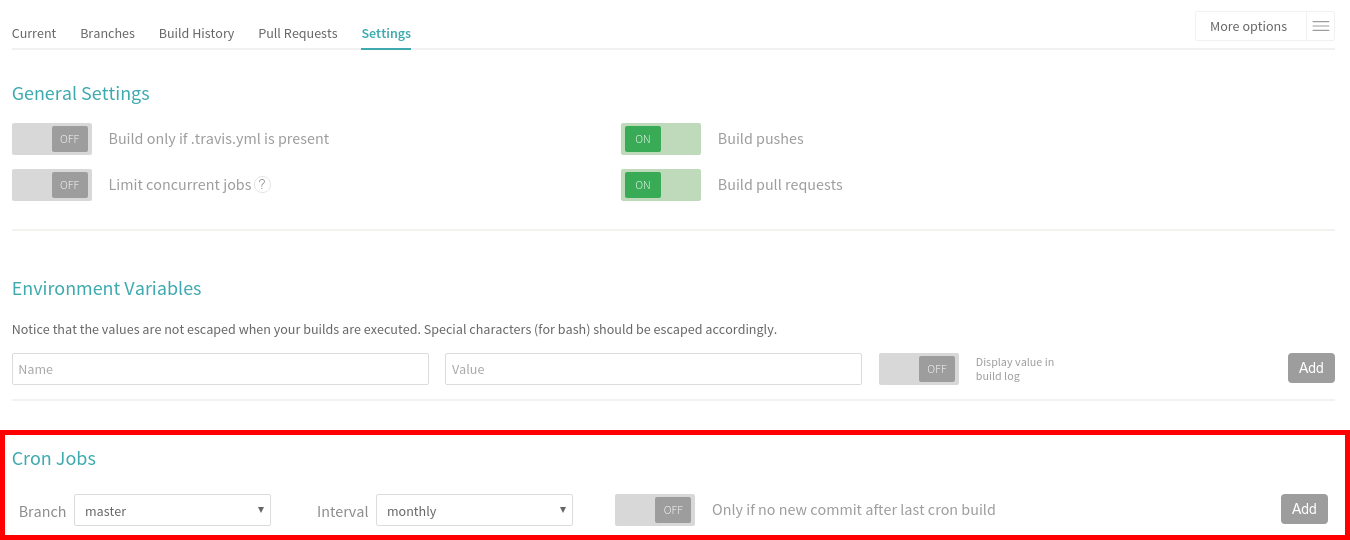 Current Branches Build History Pull Requests Settings More options
General Settings
OFF Build only if .travis.yml is present ON Build pushes
OFF Limit concurrent jobs ? ON Build pull requests
Environment Variables
Notice that the values are not escaped when your builds are executed. Special characters (for bash) should be escaped accordingly.
Name Value OFF Display value in
build log Add
Cron Jobs
Branch master Interval monthly OFF Only if no new commit after last cron build Add